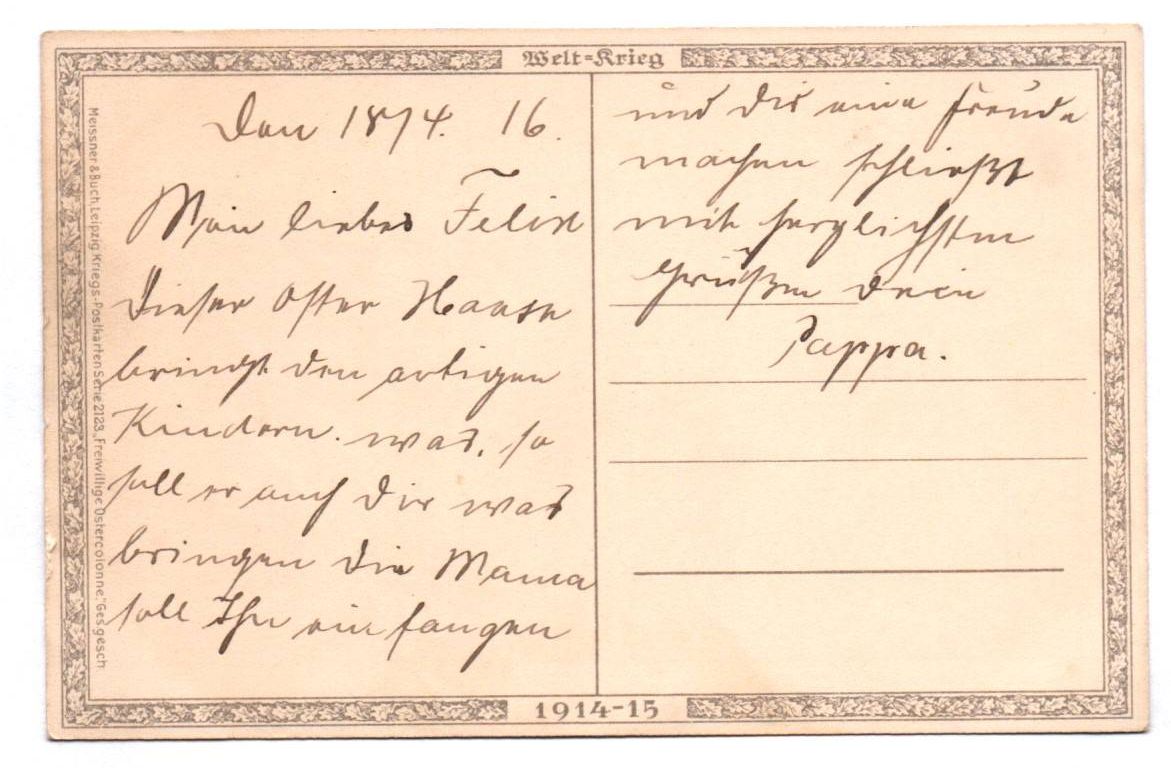 Welt-Krieg
Den 18/4. 16.
Mein liebes Felix
Dieser Oster Haase
bringt den artigen
Kindern. was, so
soll er auch Dir was
bringen die Mama
soll Ihn ein fangen
und dir eine Freude
machen schließt
mit herzlichsten
Grüßen Dein
Pappa.
1914-15
Meissner & Buch, Leipzig Kriegs-Postkarten Serie 2123 „Freiwillige Ostercolonne," Ges. gesch